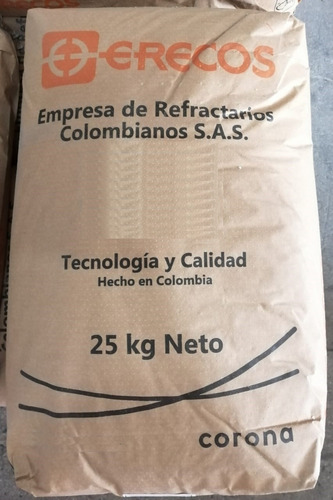 ERECOS
Empresa de Refractarios
Colombianos S.A.S.
Tecnología y Calidad
Hecho en Colombia
25 kg Neto
corona